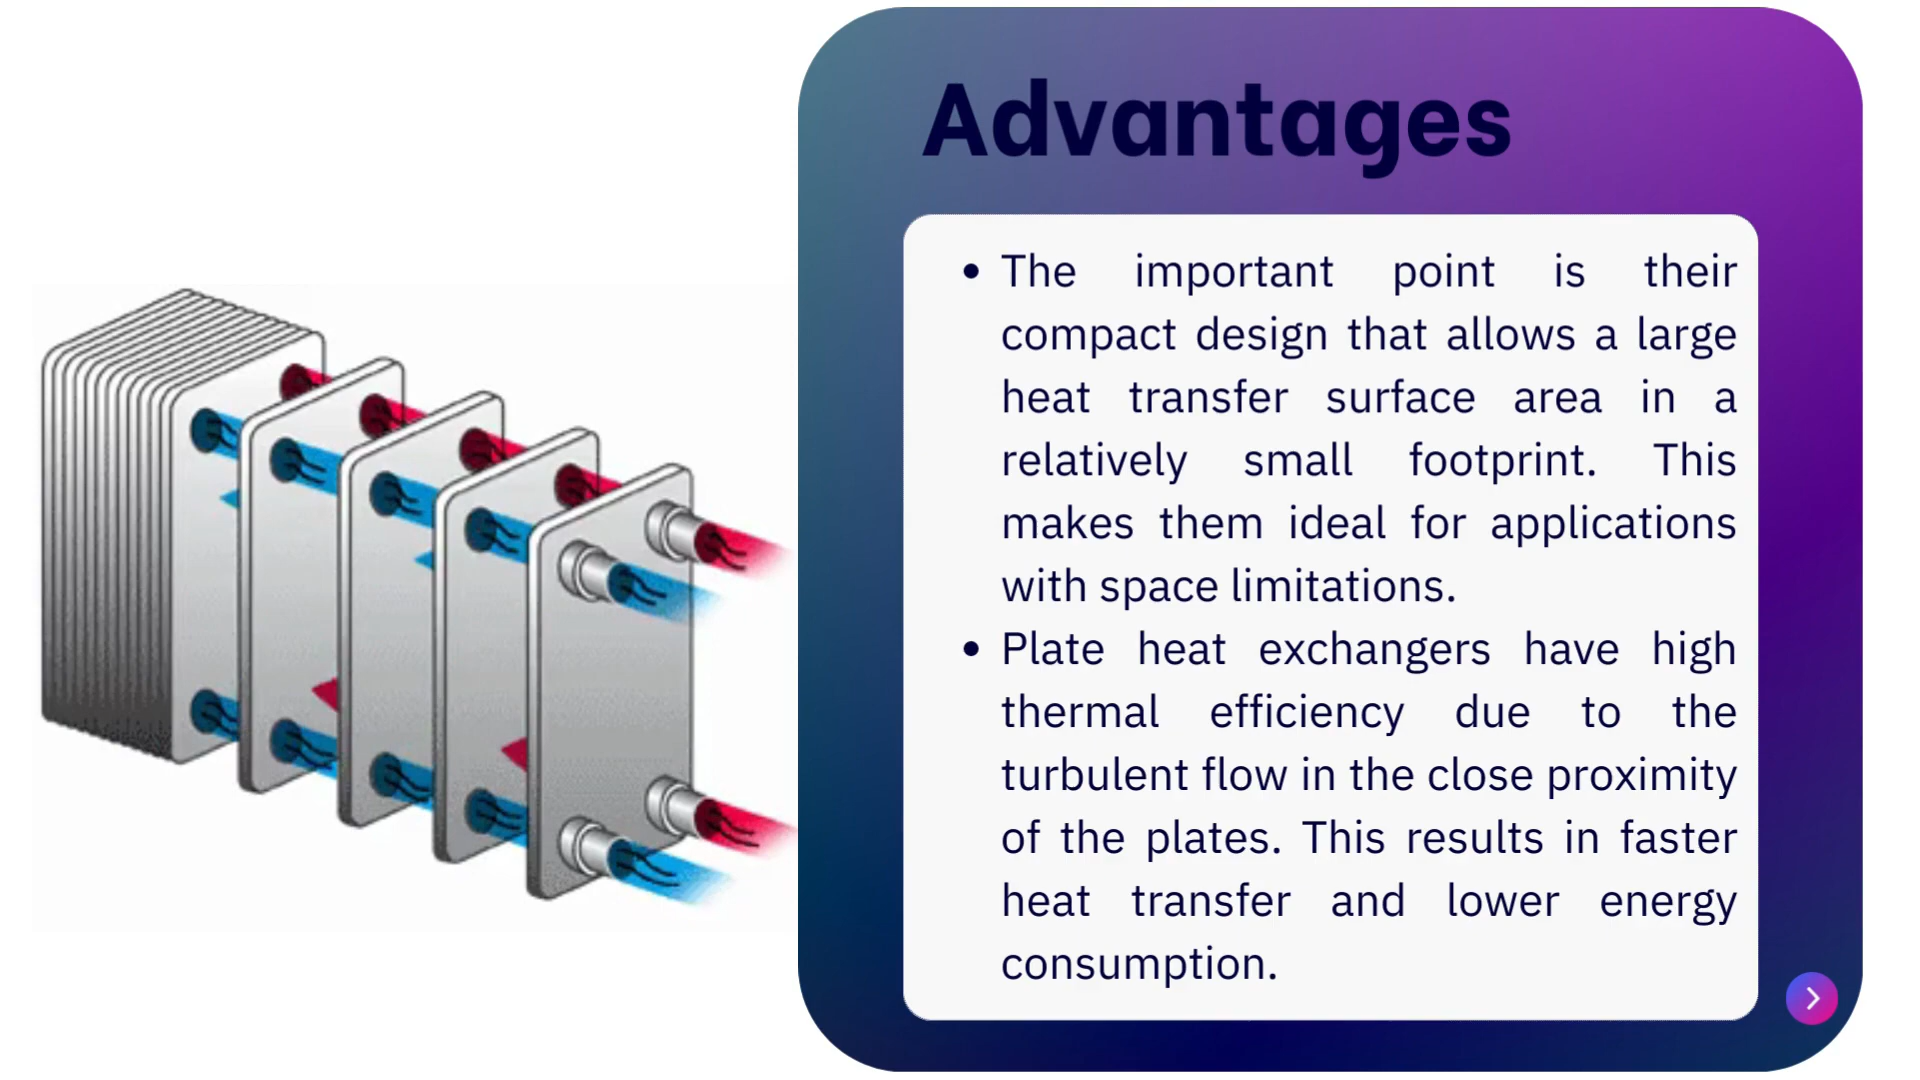 Advantages
• The important point is their
compact design that allows a large
heat transfer surface area in a
relatively small footprint. This
makes them ideal for applications
with space limitations.
• Plate heat exchangers have high
thermal efficiency due to the
turbulent flow in the close proximity
of the plates. This results in faster
heat transfer and lower energy
consumption.